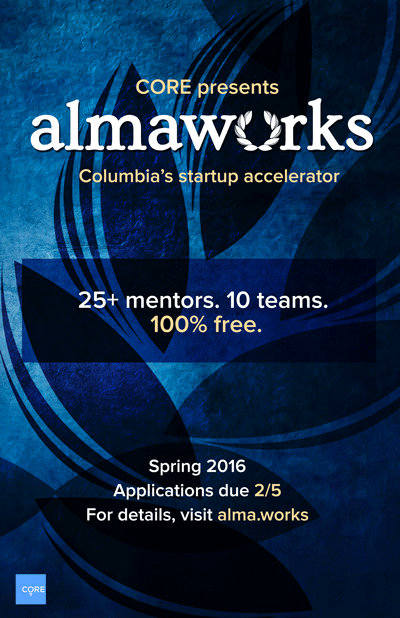 CORE presents
almaworks
Columbia's startup accelerator
25+ mentors. 10 teams.
100% free.
Spring 2016
Applications due 2/5
For details, visit alma.works
CORE